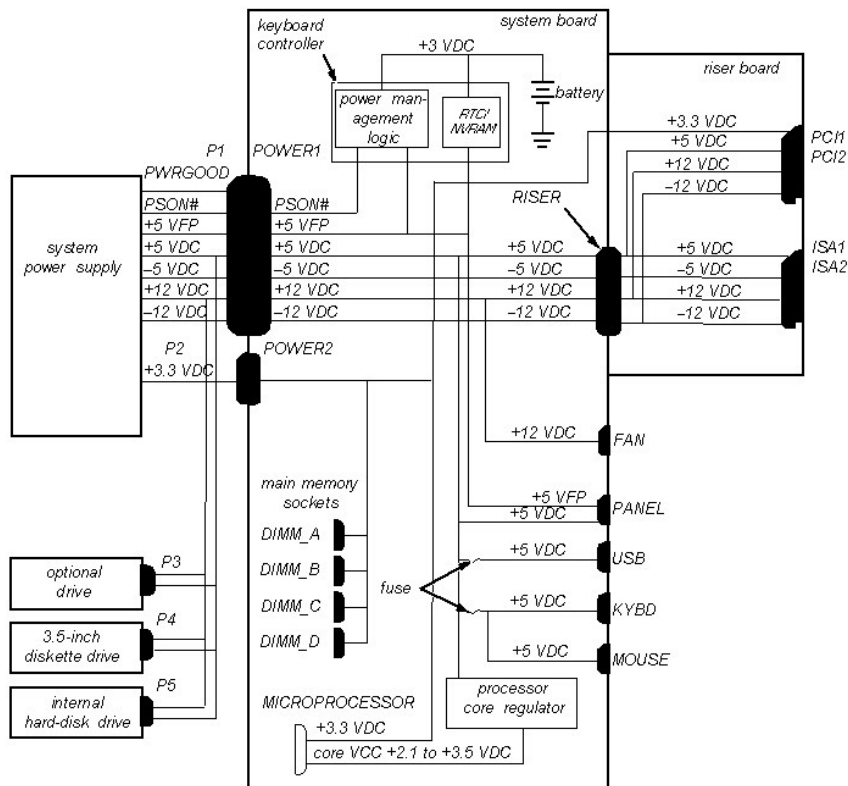 system board
keyboard
controller
+3 VDC
riser board
battery
power man-
agement
logic
RTC/
NVRAM
+3.3 VDC
+5 VDC
+12 VDC
–12 VDC
PCI1
PCI2
P1
POWER1
PWRGOOD
PSON#
PSON#
RISER
+5 VFP
+5 VFP
system
power supply
+5 VDC
+5 VDC
+5 VDC
+5 VDC
ISA1
ISA2
–5 VDC
–5 VDC
–5 VDC
–5 VDC
+12 VDC
+12 VDC
+12 VDC
+12 VDC
–12 VDC
–12 VDC
–12 VDC
–12 VDC
P2
POWER2
+3.3 VDC
+12 VDC
FAN
main memory
sockets
+5 VFP
PANEL
+5 VDC
DIMM_A
DIMM_B
DIMM_C
DIMM_D
fuse
+5 VDC
USB
+5 VDC
KYBD
+5 VDC
MOUSE
P3
optional
drive
P4
3.5-inch
diskette drive
P5
internal
hard-disk drive
MICROPROCESSOR
processor
core regulator
+3.3 VDC
core VCC +2.1 to +3.5 VDC